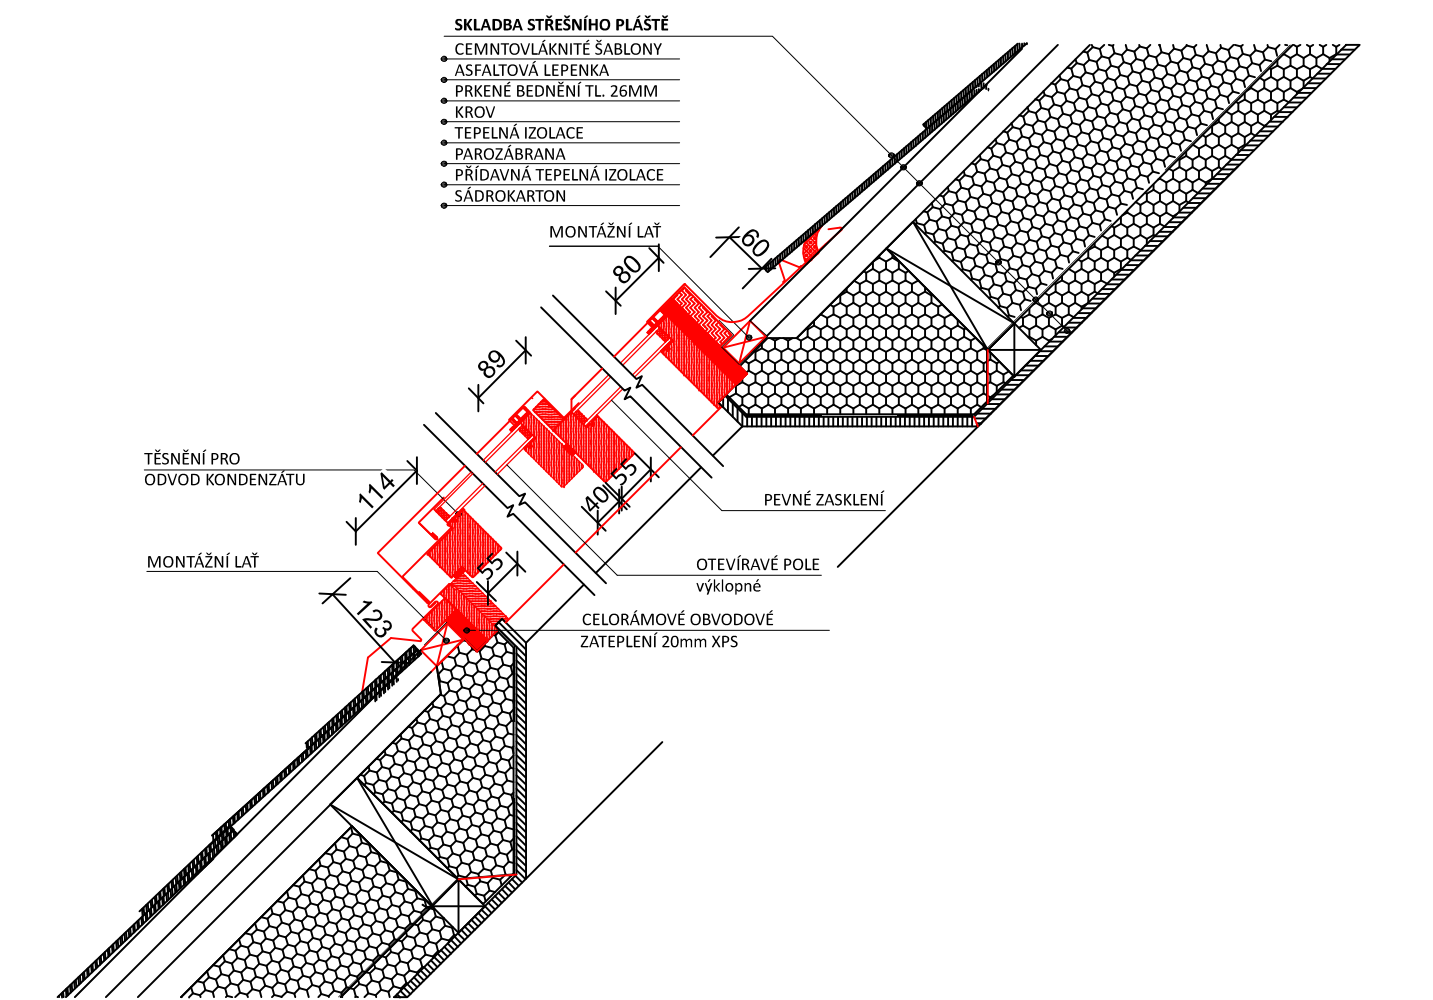 SKLADBA STŘEŠNÍHO PLÁŠTĚ
CEMNTOVLÁKNITÉ ŠABLONY
ASFALTOVÁ LEPENKA
PRKENÉ BEDNĚNÍ TL. 26MM
KROV
TEPELNÁ IZOLACE
PAROZÁBRANA
PŘÍDAVNÁ TEPELNÁ IZOLACE
SÁDROKARTON
MONTÁŽNÍ LAŤ
60
80
89
TĚSNĚNÍ PRO
ODVOD KONDENZÁTU
114
55
40
PEVNÉ ZASKLENÍ
MONTÁŽNÍ LAŤ
55
OTEVÍRAVÉ POLE
výklopné
123
CELORÁMOVÉ OBVODOVÉ
ZATEPLENÍ 20mm XPS